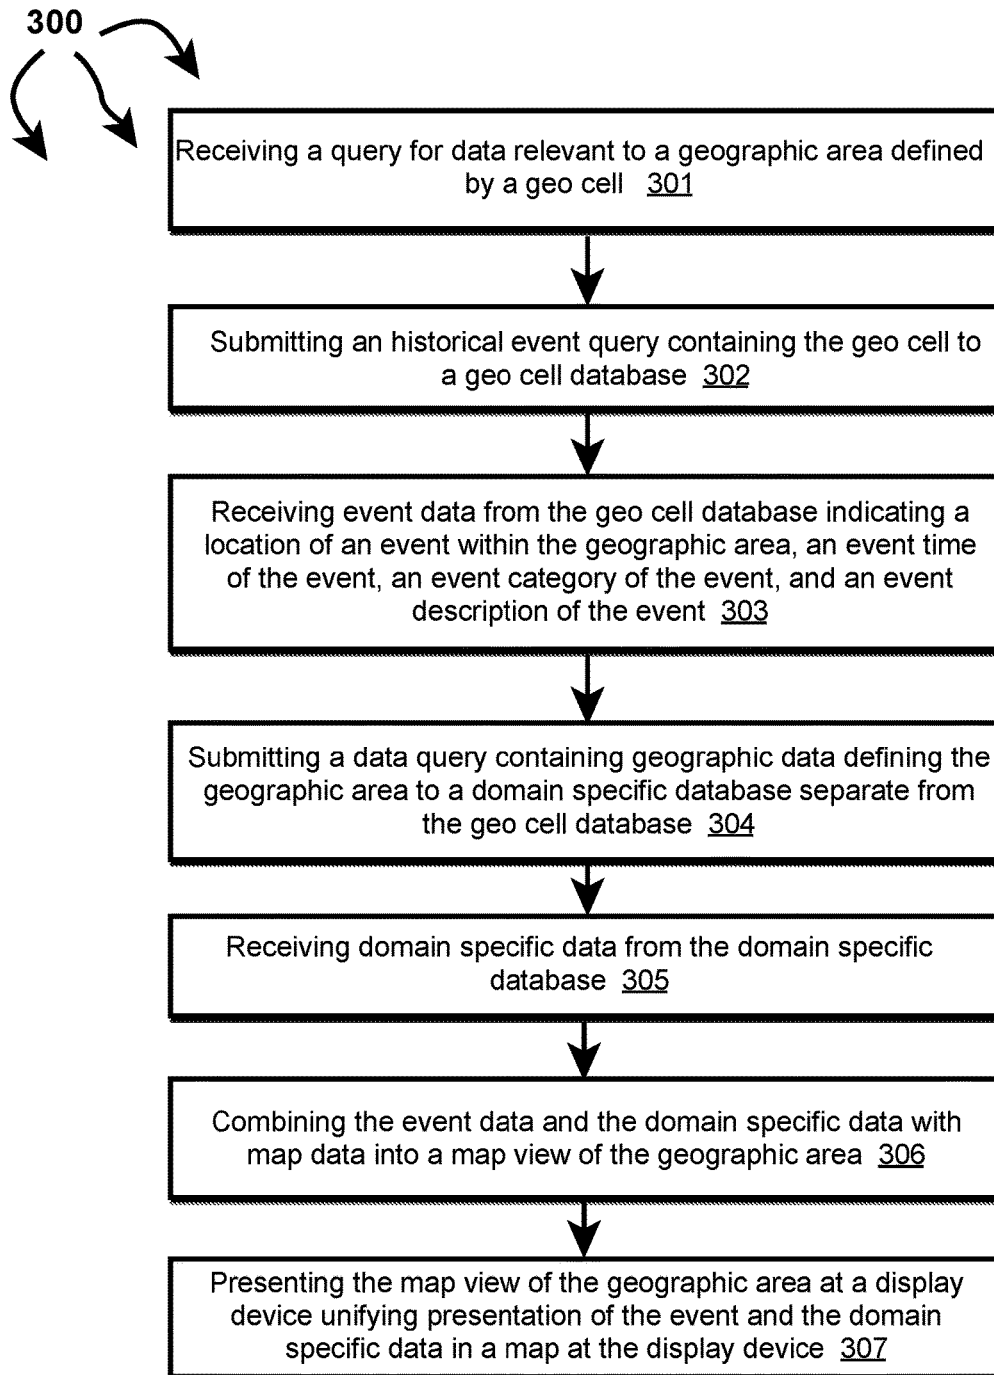 300
Receiving a query for data relevant to a geographic area defined
by a geo cell 301
Submitting an historical event query containing the geo cell to
a geo cell database 302
Receiving event data from the geo cell database indicating a
location of an event within the geographic area, an event time
of the event, an event category of the event, and an event
description of the event 303
Submitting a data query containing geographic data defining the
geographic area to a domain specific database separate from
the geo cell database 304
Receiving domain specific data from the domain specific
database 305
Combining the event data and the domain specific data with
map data into a map view of the geographic area 306
Presenting the map view of the geographic area at a display
device unifying presentation of the event and the domain
specific data in a map at the display device 307